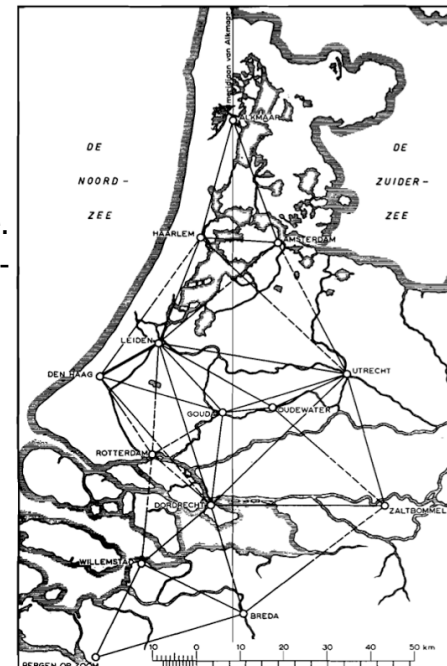 meridiaan van Alkmaar
ALKMAAR
DE
NOORD-
ZEE
DE
ZUIDER-
ZEE
HAARLEM
AMSTERDAM
LEIDEN
DEN HAAG
UTRECHT
GOUDA
OUDEWATER
ROTTERDAM
DORDRECHT
ZALTBOMMEL
WILLEMSTAD
BREDA
BERGEN OP ZOOM
10 0 10 20 30 40 50 km